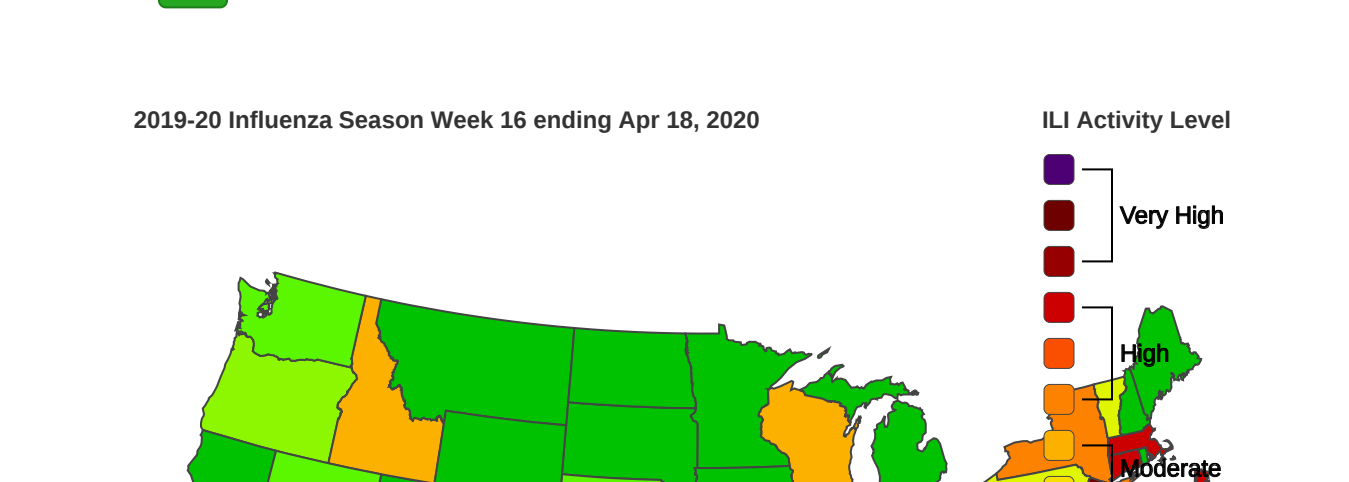 2019-20 Influenza Season Week 16 ending Apr 18, 2020
ILI Activity Level
Very High
High
Moderate